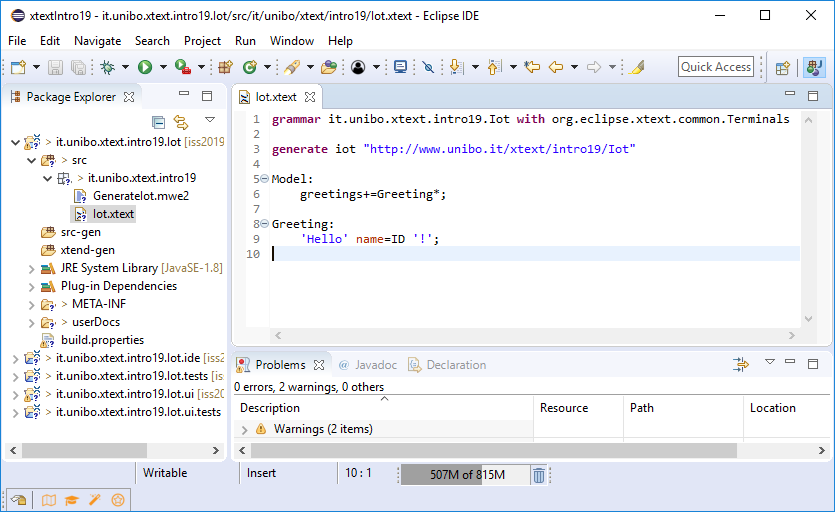 xtextIntro19 - it.unibo.xtext.intro19.Iot/src/it/unibo/xtext/intro19/Iot.xtext - Eclipse IDE
File Edit Navigate Search Project Run Window Help
Quick Access
Package Explorer
> it.unibo.xtext.intro19.Iot [iss2019
> src
> it.unibo.xtext.intro19
GenerateIot.mwe2
Iot.xtext
src-gen
xtend-gen
JRE System Library [JavaSE-1.8]
Plug-in Dependencies
> META-INF
> userDocs
build.properties
> it.unibo.xtext.intro19.Iot.ide [iss
> it.unibo.xtext.intro19.Iot.tests [iss
> it.unibo.xtext.intro19.Iot.ui [iss20
> it.unibo.xtext.intro19.Iot.ui.tests
Iot.xtext
1 grammar it.unibo.xtext.intro19.Iot with org.eclipse.xtext.common.Terminals
2
3 generate iot "http://www.unibo.it/xtext/intro19/Iot"
4
5 Model:
6 greetings+=Greeting*;
7
8 Greeting:
9 'Hello' name=ID '!';
10
Problems Javadoc Declaration
0 errors, 2 warnings, 0 others
Description Resource Path Location
Warnings (2 items)
Writable Insert 10 : 1 507M of 815M